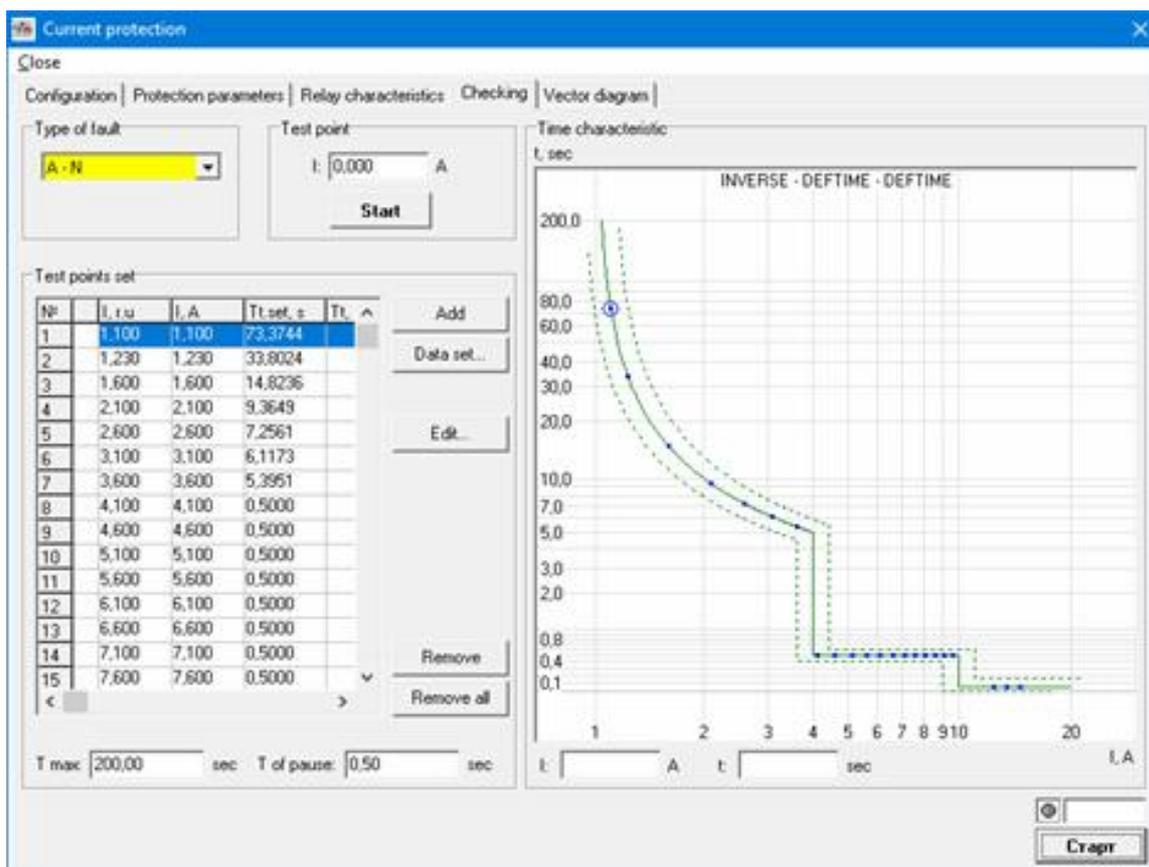 Current protection
Close
Configuration Protection parameters Relay characteristics Checking Vector diagram
Type of fault
A - N
Test point
I: 0,000 A
Start
Test points set
№ I, r.u I, A Tt.set, s Tt,
1 1,100 1,100 73,3744
2 1,230 1,230 33,8024
3 1,600 1,600 14,8236
4 2,100 2,100 9,3649
5 2,600 2,600 7,2561
6 3,100 3,100 6,1173
7 3,600 3,600 5,3951
8 4,100 4,100 0,5000
9 4,600 4,600 0,5000
10 5,100 5,100 0,5000
11 5,600 5,600 0,5000
12 6,100 6,100 0,5000
13 6,600 6,600 0,5000
14 7,100 7,100 0,5000
15 7,600 7,600 0,5000
Add
Data set...
Edit...
Remove
Remove all
T max: 200,00 sec T of pause: 0,50 sec
Time characteristic
t, sec
INVERSE - DEFTIME - DEFTIME
200,0
80,0
60,0
40,0
30,0
20,0
10,0
7,0
5,0
3,0
2,0
0,8
0,4
0,1
1 2 3 4 5 6 7 8 9 10 20
I, A
I: A t: sec
Старт